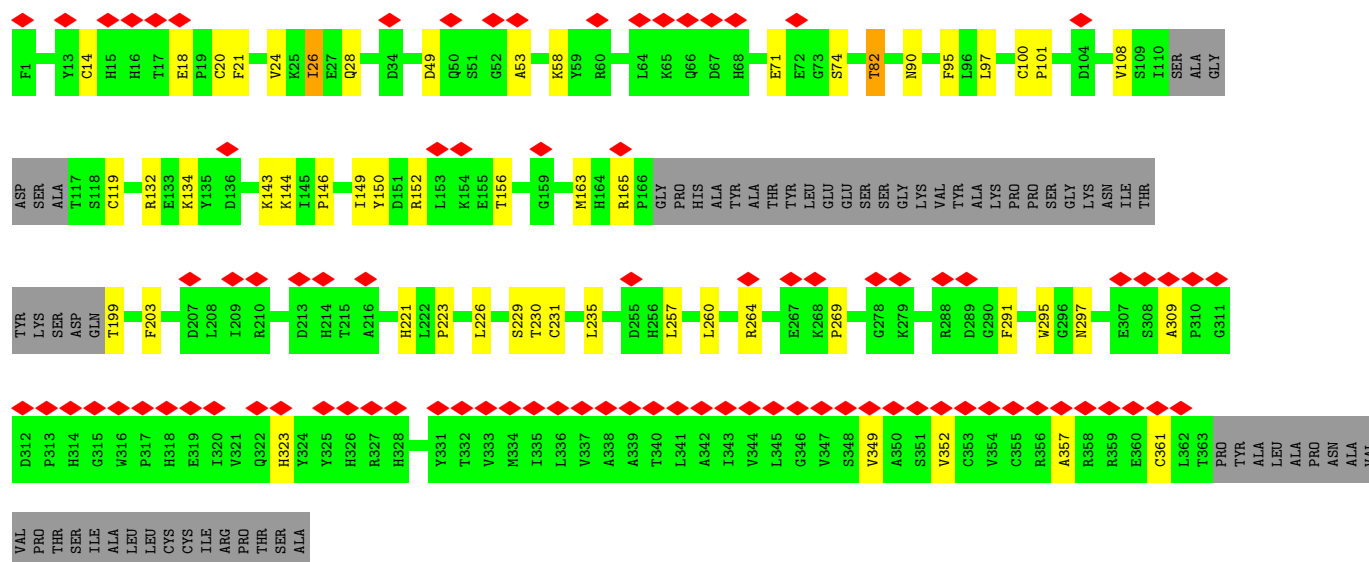 F1 Y13 C14 H15 H16 T17 E18 P19 C20 F21 V24 K25 I26 E27 Q28 D34 D49 Q50 S51 G52 A53 K58 Y59 R60 L64 K65 Q66 D67 H68 E71 E72 G73 S74 T82 N90 F95 L96 L97 C100 P101 D104 V108 S109 I110 SER ALA GLY
ASP SER ALA T117 S118 C119 R132 E133 K134 Y135 D136 K143 K144 I145 P146 I149 Y150 D151 R152 L153 K154 E155 T156 G159 M163 H164 R165 P166 GLY PRO HIS ALA TYR ALA THR TYR LEU GLU GLU SER SER GLY LYS VAL TYR ALA LYS PRO PRO SER GLY LYS ASN ILE THR
TYR LYS SER ASP GLN T199 F203 D207 L208 I209 R210 D213 H214 T215 A216 H221 L222 P223 L226 S229 T230 C231 L235 D255 H256 L257 L260 R264 E267 K268 P269 G278 K279 R288 D289 G290 F291 W295 G296 N297 E307 S308 A309 P310 G311
D312 P313 H314 G315 W316 P317 H318 E319 I320 V321 Q322 H323 Y324 Y325 H326 R327 H328 Y331 T332 V333 M334 I335 L336 V337 A338 A339 T340 L341 A342 I343 V344 L345 G346 V347 S348 V349 A350 S351 V352 C353 V354 C355 R356 A357 R358 R359 E360 C361 L362 T363 PRO TYR ALA LEU ALA PRO ASN ALA VAL
VAL PRO THR SER ILE ALA LEU LEU CYS CYS ILE ARG PRO THR SER ALA